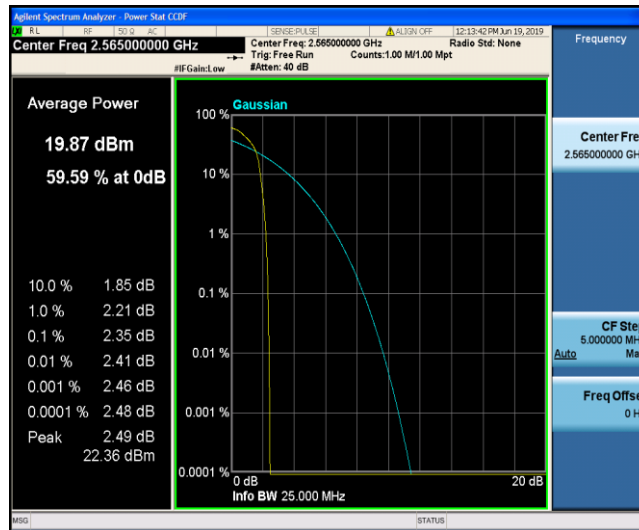 Agilent Spectrum Analyzer - Power Stat CCDF
RL RF 50 Ω AC SENSE:PULSE ALIGN OFF 12:13:42 PM Jun 19, 2019
Center Freq 2.565000000 GHz
Center Freq: 2.565000000 GHz Radio Std: None
Trig: Free Run Counts:1.00 M/1.00 Mpt
#IFGain:Low #Atten: 40 dB
Frequency
Average Power
19.87 dBm
59.59 % at 0dB
10.0 % 1.85 dB
1.0 % 2.21 dB
0.1 % 2.35 dB
0.01 % 2.41 dB
0.001 % 2.46 dB
0.0001 % 2.48 dB
Peak 2.49 dB
22.36 dBm
Gaussian
100 %
10 %
1 %
0.1 %
0.01 %
0.001 %
0.0001 %
0 dB 20 dB
Info BW 25.000 MHz
Center Fre
2.565000000 GH
CF Ste
5.000000 MH
Auto Ma
Freq Offse
0 H
MSG STATUS